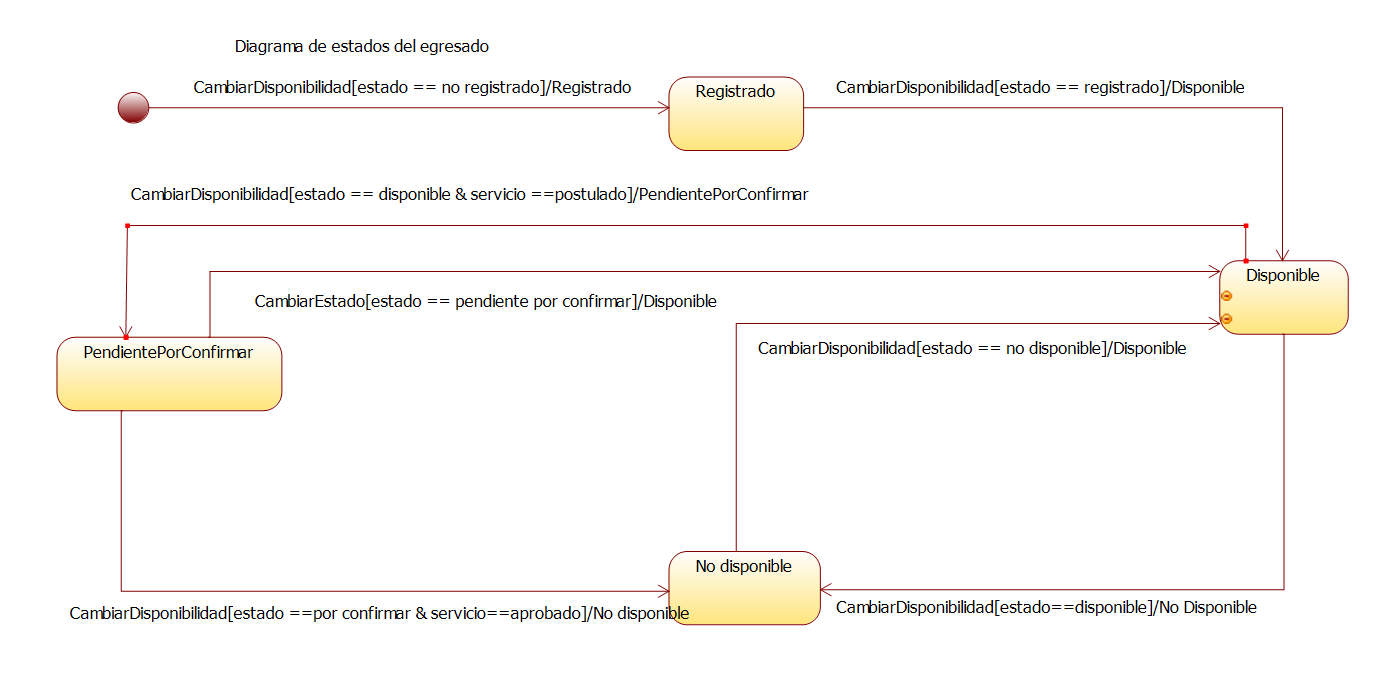 Diagrama de estados del egresado
CambiarDisponibilidad[estado == no registrado]/Registrado
Registrado
CambiarDisponibilidad[estado == registrado]/Disponible
CambiarDisponibilidad[estado == disponible & servicio ==postulado]/PendientePorConfirmar
Disponible
CambiarEstado[estado == pendiente por confirmar]/Disponible
CambiarDisponibilidad[estado == no disponible]/Disponible
PendientePorConfirmar
No disponible
CambiarDisponibilidad[estado ==por confirmar & servicio==aprobado]/No disponible
CambiarDisponibilidad[estado==disponible]/No Disponible